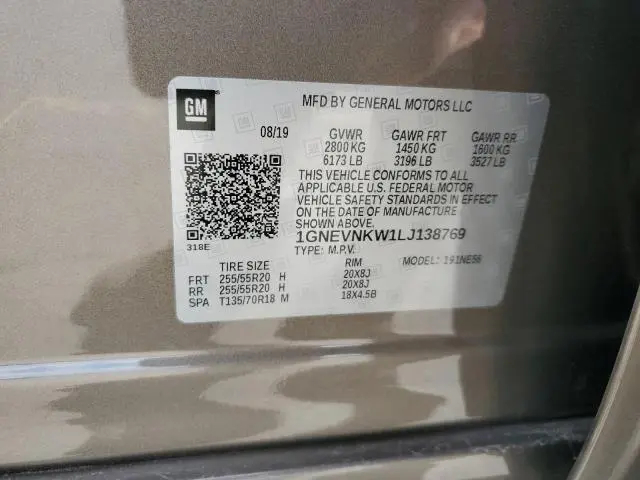 GM
MFD BY GENERAL MOTORS LLC
08/19 GVWR GAWR FRT GAWR RR
2800 KG 1450 KG 1600 KG
6173 LB 3196 LB 3527 LB
THIS VEHICLE CONFORMS TO ALL
APPLICABLE U.S. FEDERAL MOTOR
VEHICLE SAFETY STANDARDS IN EFFECT
ON THE DATE OF MANUFACTURE
SHOWN ABOVE.
318E
1GNEVNKW1LJ138769
TYPE: M.P.V. MODEL: 191NE56
TIRE SIZE RIM
FRT 255/55R20 H 20X8J
RR 255/55R20 H 20X8J
SPA T135/70R18 M 18X4.5B